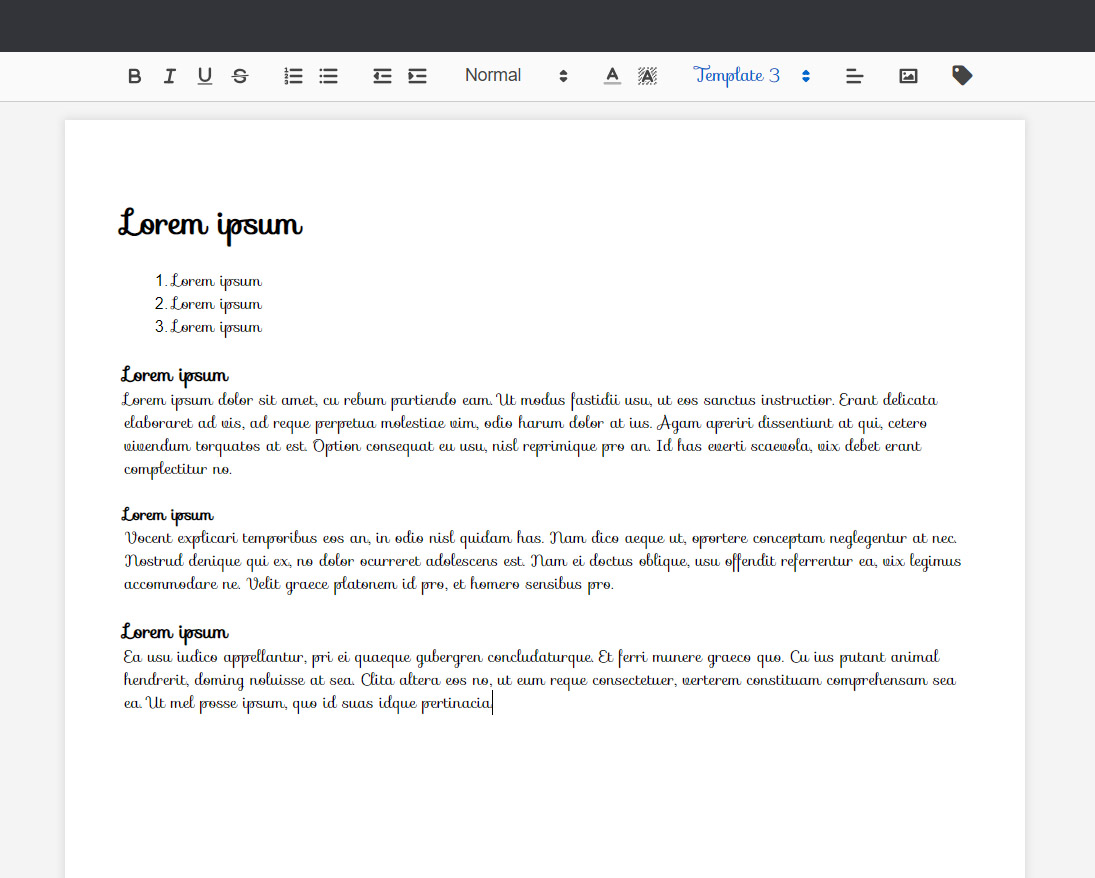 Normal Template 3
Lorem ipsum
1. Lorem ipsum
2. Lorem ipsum
3. Lorem ipsum
Lorem ipsum
Lorem ipsum dolor sit amet, cu rebum partiendo eam. Ut modus fastidii usu, ut eos sanctus instructior. Erant delicata
elaboraret ad vis, ad reque perpetua molestiae vim, odio harum dolor at ius. Agam aperiri dissentiunt at qui, cetero
vivendum torquatos at est. Option consequat eu usu, nisl reprimique pro an. Id has everti scaevola, vix debet erant
complectitur no.
Lorem ipsum
Vocent explicari temporibus eos an, in odio nisl quidam has. Nam dico aeque ut, oportere conceptam neglegentur at nec.
Nostrud denique qui ex, no dolor ocurreret adolescens est. Nam ei doctus oblique, usu offendit referrentur ea, vix legimus
accommodare ne. Velit graece platonem id pro, et homero sensibus pro.
Lorem ipsum
Ea usu iudico appellantur, pri ei quaeque gubergren concludaturque. Et ferri munere graeco quo. Cu ius putant animal
hendrerit, doming noluisse at sea. Clita altera eos no, ut eum reque consectetuer, verterem constituam comprehensam sea
ea. Ut mel posse ipsum, quo id suas idque pertinacia